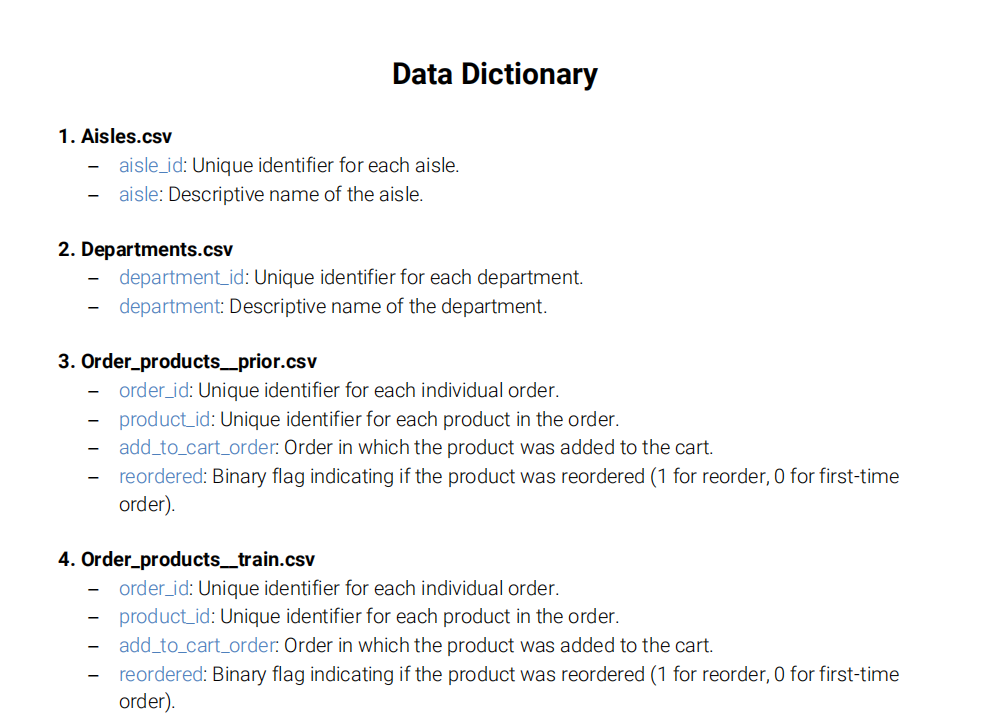 Data Dictionary
1. Aisles.csv
– aisle_id: Unique identifier for each aisle.
– aisle: Descriptive name of the aisle.
2. Departments.csv
– department_id: Unique identifier for each department.
– department: Descriptive name of the department.
3. Order_products__prior.csv
– order_id: Unique identifier for each individual order.
– product_id: Unique identifier for each product in the order.
– add_to_cart_order: Order in which the product was added to the cart.
– reordered: Binary flag indicating if the product was reordered (1 for reorder, 0 for first-time
order).
4. Order_products__train.csv
– order_id: Unique identifier for each individual order.
– product_id: Unique identifier for each product in the order.
– add_to_cart_order: Order in which the product was added to the cart.
– reordered: Binary flag indicating if the product was reordered (1 for reorder, 0 for first-time
order).